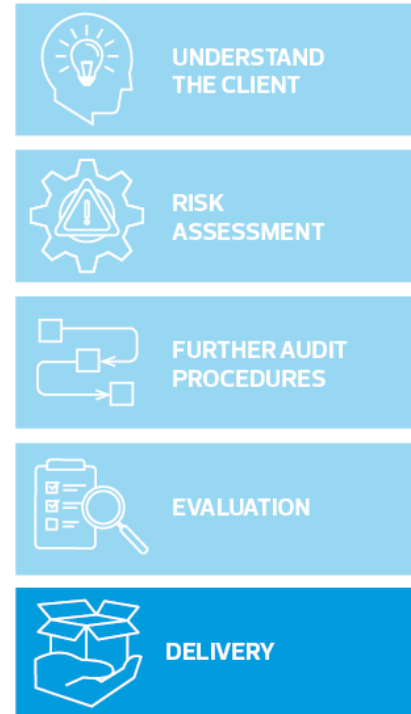 UNDERSTAND
THE CLIENT
RISK
ASSESSMENT
FURTHER AUDIT
PROCEDURES
EVALUATION
DELIVERY